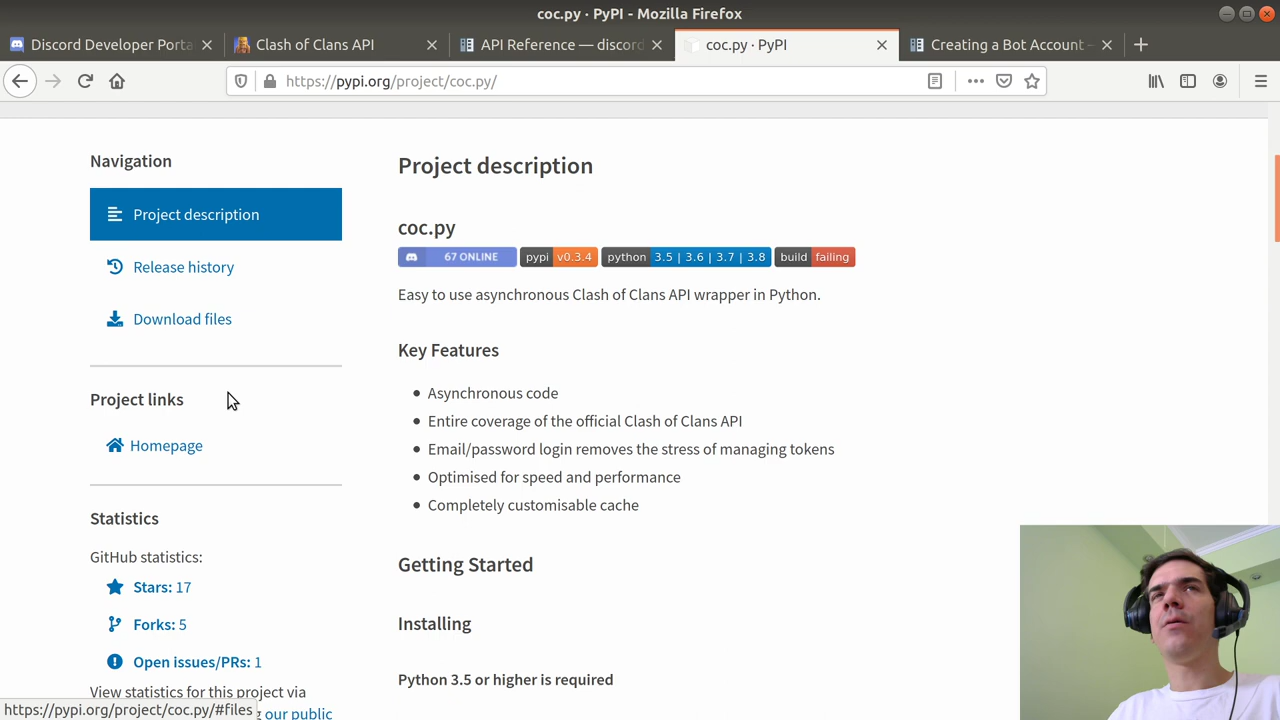 coc.py · PyPI - Mozilla Firefox
Discord Developer Porta
Clash of Clans API
API Reference — discord
coc.py · PyPI
Creating a Bot Account -
https://pypi.org/project/coc.py/
Navigation
Project description
Release history
Download files
Project links
Homepage
Statistics
GitHub statistics:
Stars: 17
Forks: 5
Open issues/PRs: 1
View statistics for this project via
our public
https://pypi.org/project/coc.py/#files
Project description
coc.py
67 ONLINE
pypi v0.3.4
python 3.5 | 3.6 | 3.7 | 3.8
build failing
Easy to use asynchronous Clash of Clans API wrapper in Python.
Key Features
Asynchronous code
Entire coverage of the official Clash of Clans API
Email/password login removes the stress of managing tokens
Optimised for speed and performance
Completely customisable cache
Getting Started
Installing
Python 3.5 or higher is required